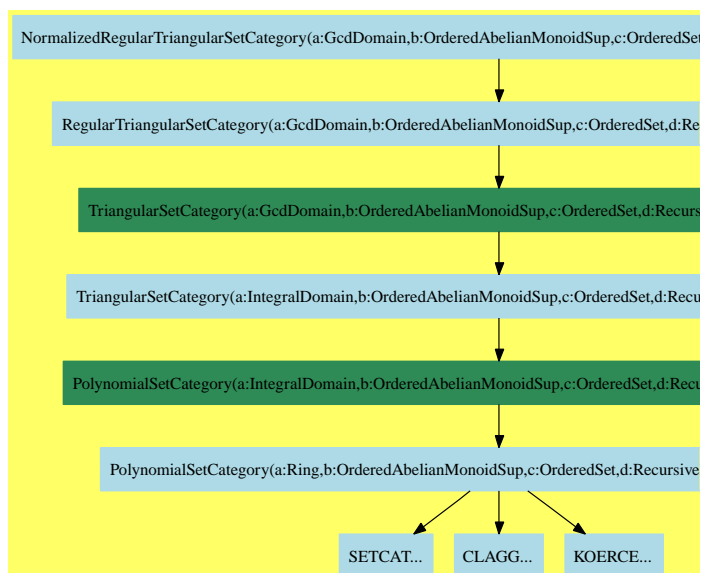 NormalizedRegularTriangularSetCategory(a:GcdDomain,b:OrderedAbelianMonoidSup,c:OrderedSet
RegularTriangularSetCategory(a:GcdDomain,b:OrderedAbelianMonoidSup,c:OrderedSet,d:Re
TriangularSetCategory(a:GcdDomain,b:OrderedAbelianMonoidSup,c:OrderedSet,d:Recurs
TriangularSetCategory(a:IntegralDomain,b:OrderedAbelianMonoidSup,c:OrderedSet,d:Recu
PolynomialSetCategory(a:IntegralDomain,b:OrderedAbelianMonoidSup,c:OrderedSet,d:Recu
PolynomialSetCategory(a:Ring,b:OrderedAbelianMonoidSup,c:OrderedSet,d:Recursive
SETCAT... CLAGG... KOERCE...